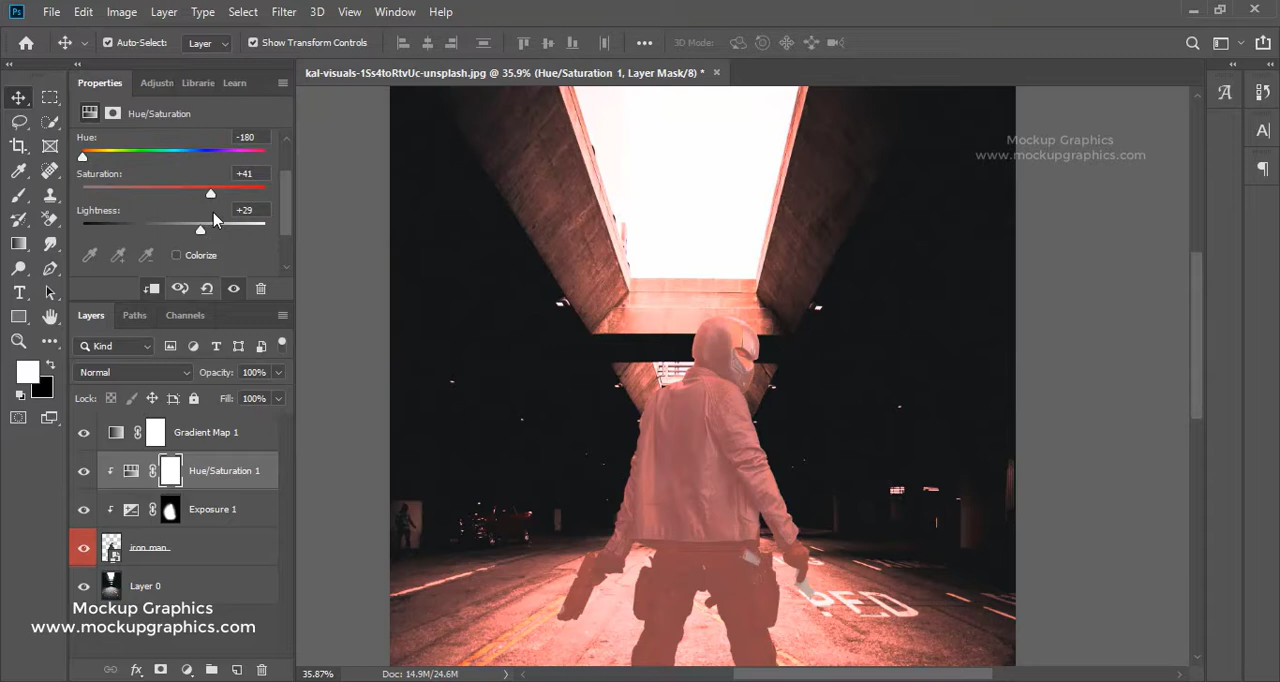 Ps File Edit Image Layer Type Select Filter 3D View Window Help
Auto-Select: Layer Show Transform Controls 3D Mode:
Properties Adjustn Librarie Learn
kal-visuals-1Ss4toRtvUc-unsplash.jpg @ 35.9% (Hue/Saturation 1, Layer Mask/8) *
Hue/Saturation
Hue: -180
Saturation: +41
Lightness: +29
Colorize
Layers Paths Channels
Kind
Normal Opacity: 100%
Lock: Fill: 100%
Gradient Map 1
Hue/Saturation 1
Exposure 1
iron man
Layer 0
Mockup Graphics
www.mockupgraphics.com
Mockup Graphics
www.mockupgraphics.com
PED
35.87% Doc: 14.9M/24.6M